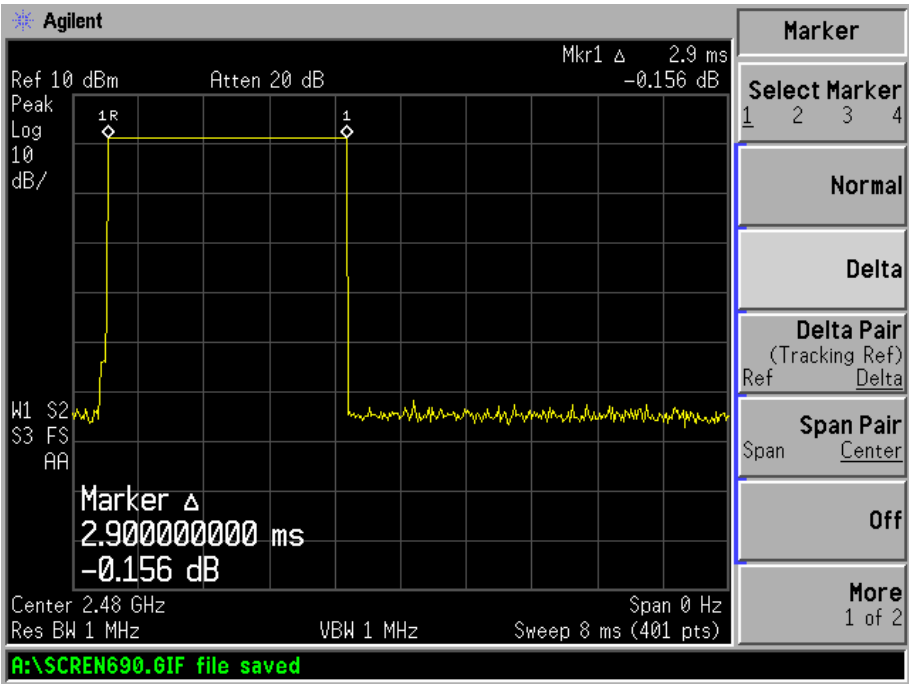 Agilent
Mkr1 Δ 2.9 ms
Ref 10 dBm Atten 20 dB -0.156 dB
Peak
Log
10
dB/
1R
1
W1 S2
S3 FS
AA
Marker Δ
2.900000000 ms
-0.156 dB
Center 2.48 GHz Span 0 Hz
Res BW 1 MHz VBW 1 MHz Sweep 8 ms (401 pts)
A:\SCREN690.GIF file saved
Marker
Select Marker
1 2 3 4
Normal
Delta
Delta Pair
(Tracking Ref)
Ref Delta
Span Pair
Span Center
Off
More
1 of 2